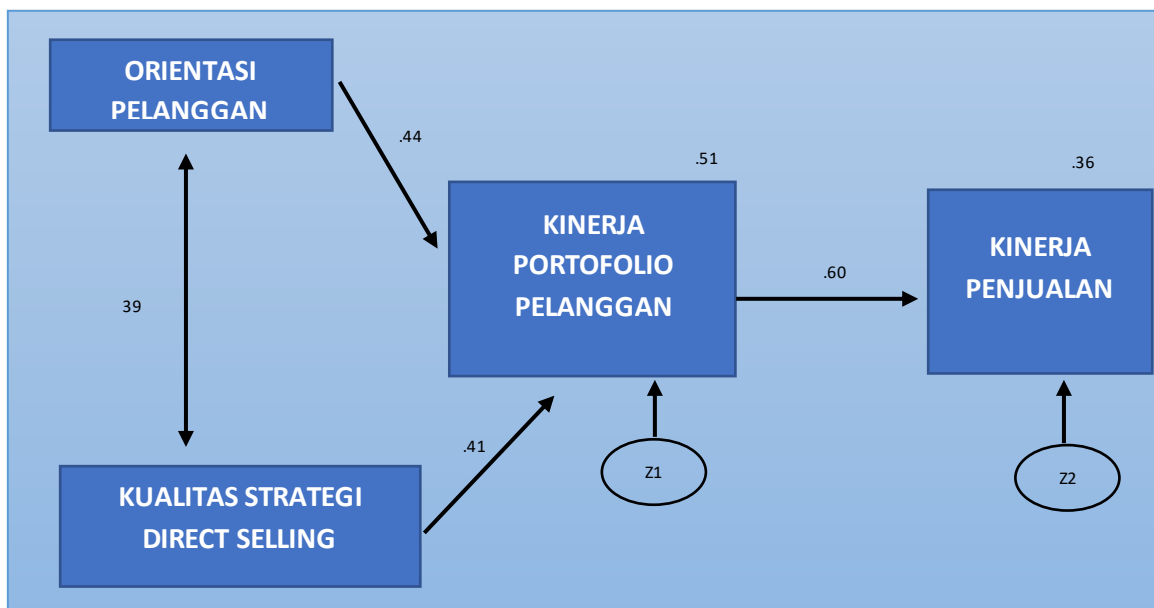 ORIENTASI
PELANGGAN
.44
.51
.36
KINERJA
PORTOFOLIO
PELANGGAN
KINERJA
PENJUALAN
.60
39
.41
KUALITAS STRATEGI
DIRECT SELLING
Z1
Z2